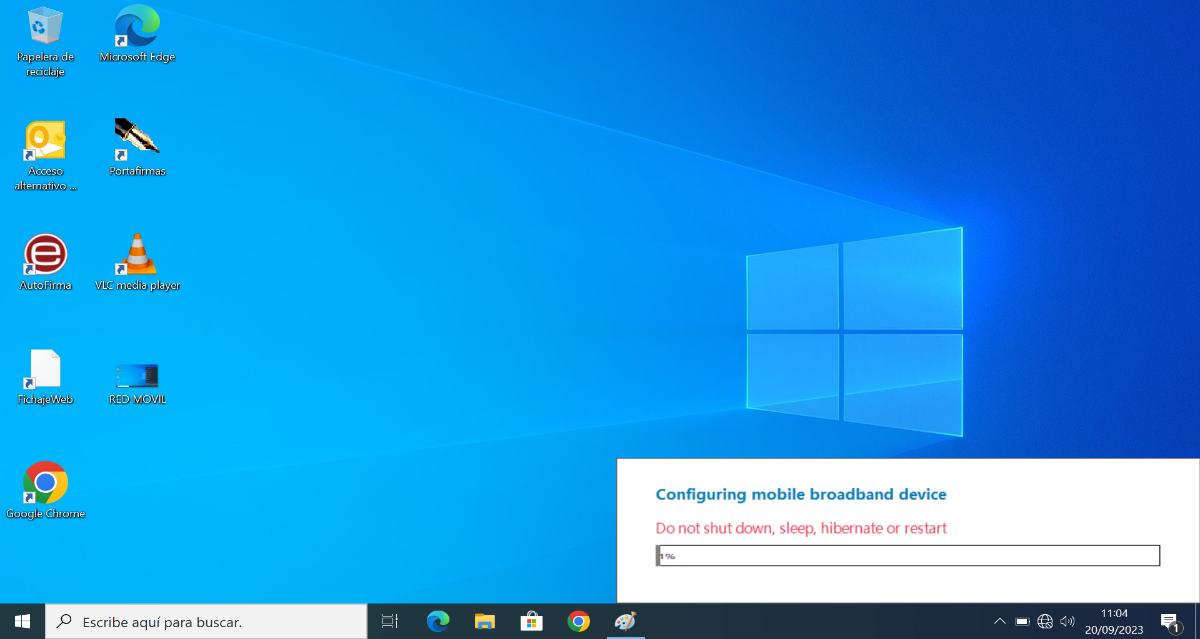 Papelera de
reciclaje
Microsoft Edge
Acceso
alternativo ...
Portafirmas
AutoFirma
VLC media player
FichajeWeb
RED MOVIL
Google Chrome
Configuring mobile broadband device
Do not shut down, sleep, hibernate or restart
1%
Escribe aquí para buscar.
11:04
20/09/2023
1